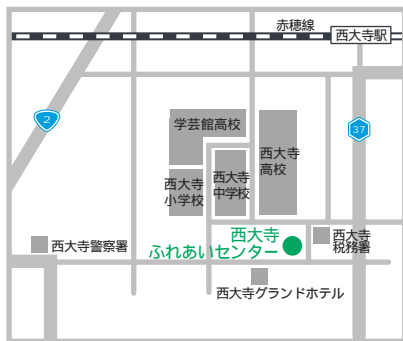 赤穂線
西大寺駅
2
学芸館高校
37
西大寺
高校
西大寺
中学校
西大寺
小学校
西大寺
ふれあいセンター
西大寺
税務署
西大寺警察署
西大寺グランドホテル